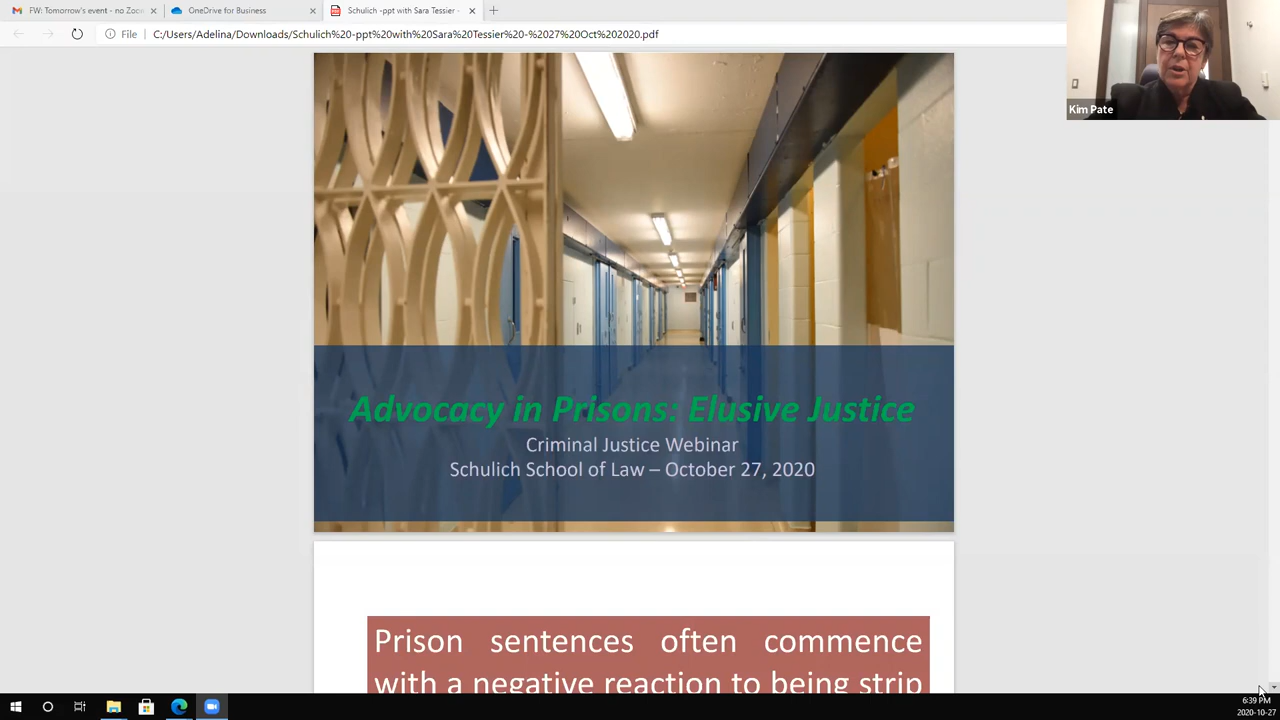 FW: Tomorrow's event - no Zoo
OneDrive for Business
Schulich -ppt with Sara Tessier -
File
C:/Users/Adelina/Downloads/Schulich%20-ppt%20with%20Sara%20Tessier%20-%2027%20Oct%202020.pdf
Kim Pate
Advocacy in Prisons: Elusive Justice
Criminal Justice Webinar
Schulich School of Law – October 27, 2020
Prison sentences often commence
with a negative reaction to being strip
6:39 PM
2020-10-27